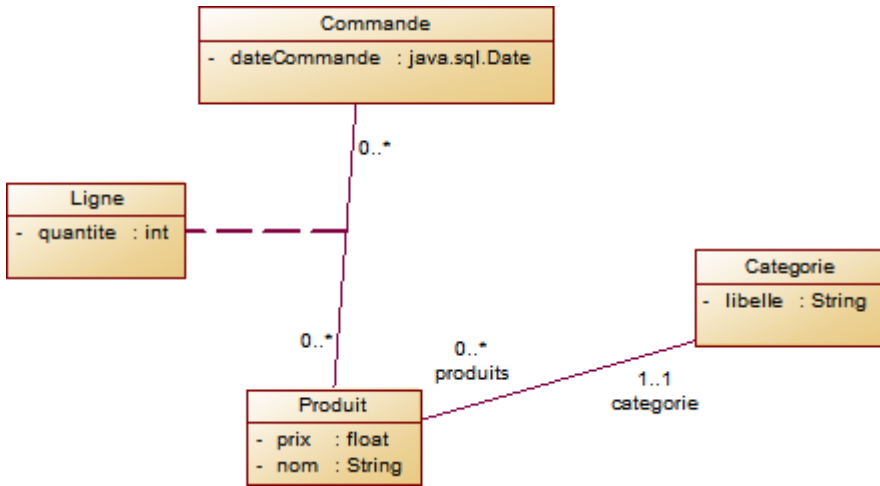 Commande
- dateCommande : java.sql.Date
0..*
Ligne
- quantite : int
Categorie
- libelle : String
0..*
0..*
produits
1..1
categorie
Produit
- prix : float
- nom : String